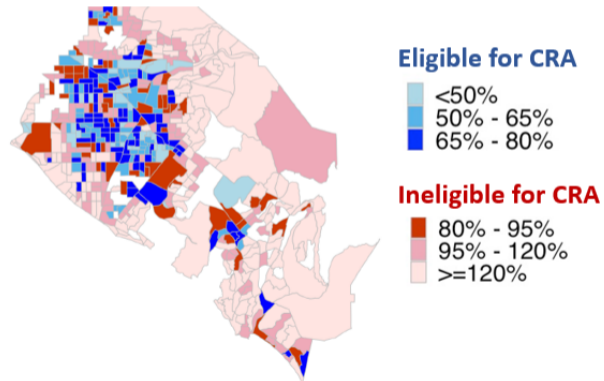 Eligible for CRA
<50%
50% - 65%
65% - 80%
Ineligible for CRA
80% - 95%
95% - 120%
>=120%